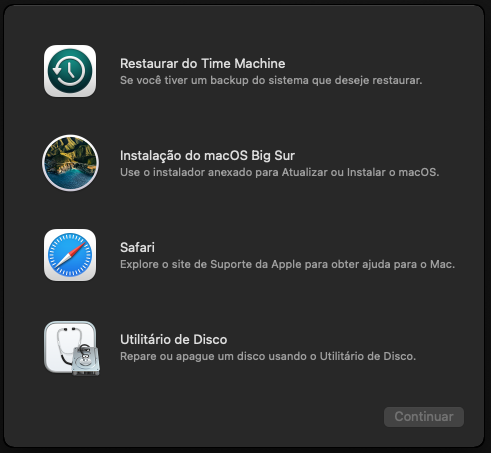 Restaurar do Time Machine
Se você tiver um backup do sistema que deseje restaurar.
Instalação do macOS Big Sur
Use o instalador anexado para Atualizar ou Instalar o macOS.
Safari
Explore o site de Suporte da Apple para obter ajuda para o Mac.
Utilitário de Disco
Repare ou apague um disco usando o Utilitário de Disco.
Continuar